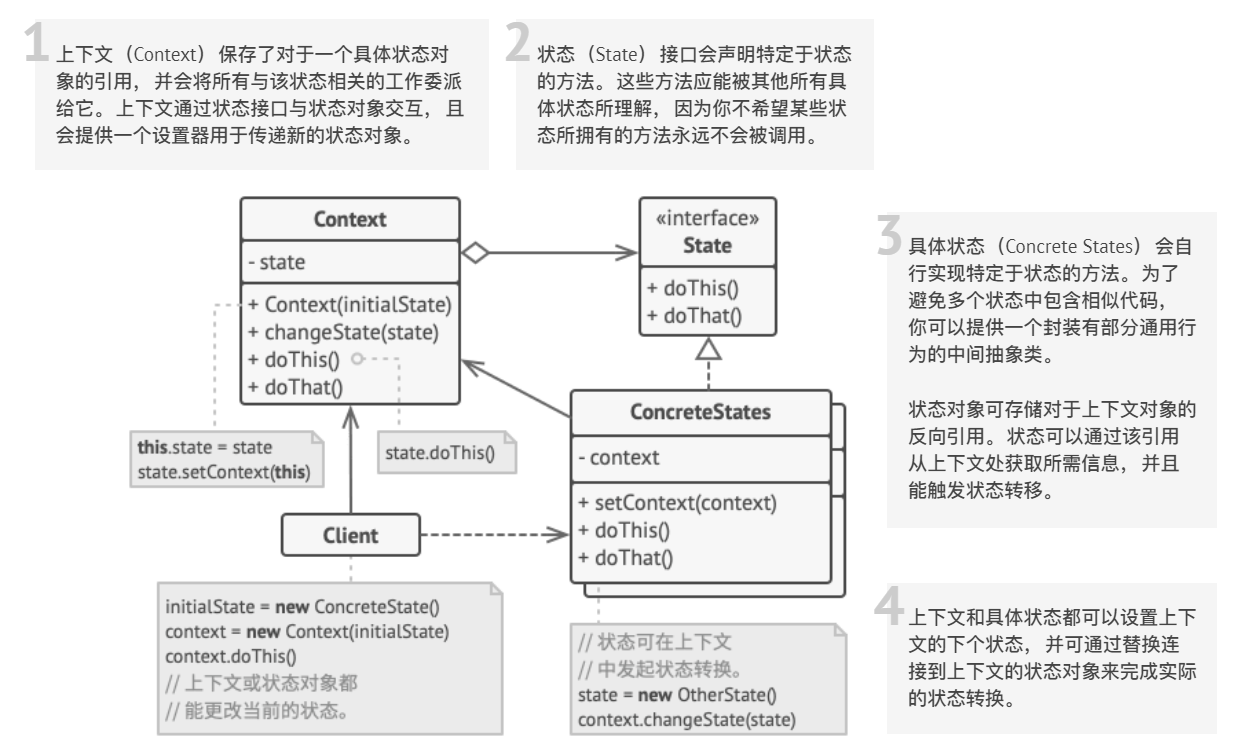 1
上下文（Context）保存了对于一个具体状态对
象的引用，并会将所有与该状态相关的工作委派
给它。上下文通过状态接口与状态对象交互，且
会提供一个设置器用于传递新的状态对象。
2
状态（State）接口会声明特定于状态
的方法。这些方法应能被其他所有具
体状态所理解，因为你不希望某些状
态所拥有的方法永远不会被调用。
Context
- state
+ Context(initialState)
+ changeState(state)
+ doThis()
+ doThat()
«interface»
State
+ doThis()
+ doThat()
3
具体状态（Concrete States）会自
行实现特定于状态的方法。为了
避免多个状态中包含相似代码，
你可以提供一个封装有部分通用行
为的中间抽象类。
状态对象可存储对于上下文对象的
反向引用。状态可以通过该引用
从上下文处获取所需信息，并且
能触发状态转移。
this.state = state
state.setContext(this)
state.doThis()
ConcreteStates
- context
+ setContext(context)
+ doThis()
+ doThat()
Client
initialState = new ConcreteState()
context = new Context(initialState)
context.doThis()
// 上下文或状态对象都
// 能更改当前的状态。
// 状态可在上下文
// 中发起状态转换。
state = new OtherState()
context.changeState(state)
4
上下文和具体状态都可以设置上下
文的下个状态，并可通过替换连
接到上下文的状态对象来完成实际
的状态转换。